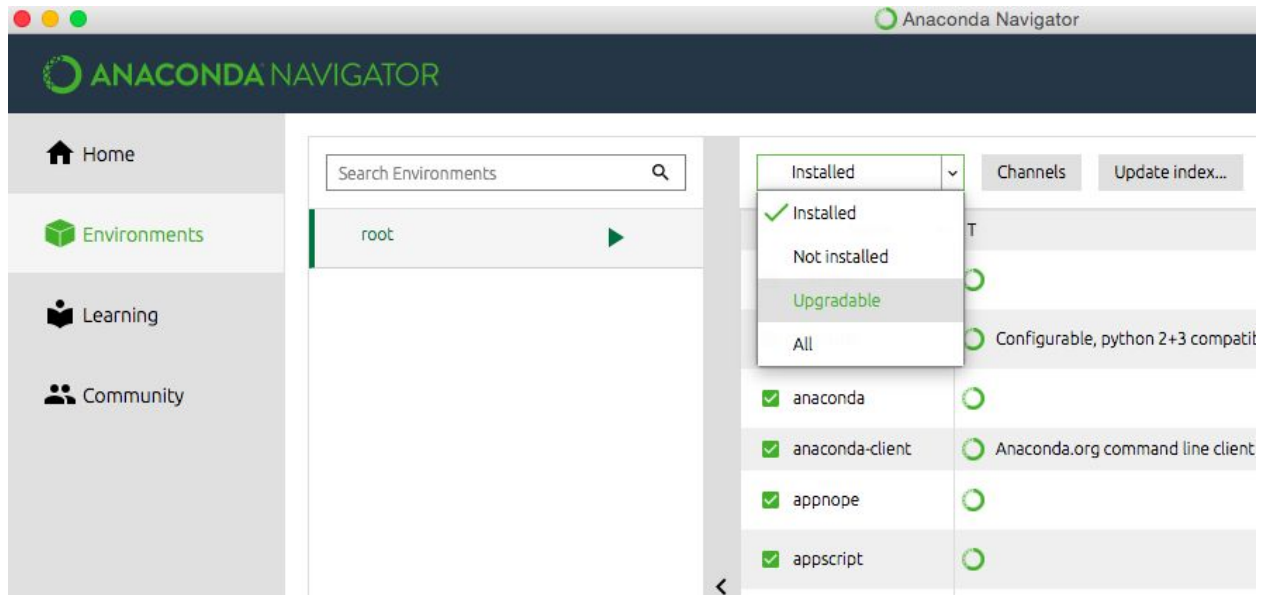 Anaconda Navigator
ANACONDA NAVIGATOR
Home
Environments
Learning
Community
Search Environments
root
Installed
Channels
Update index...
Installed
Not installed
Upgradable
All
T
Configurable, python 2+3 compatib
anaconda
anaconda-client
Anaconda.org command line client
appnope
appscript